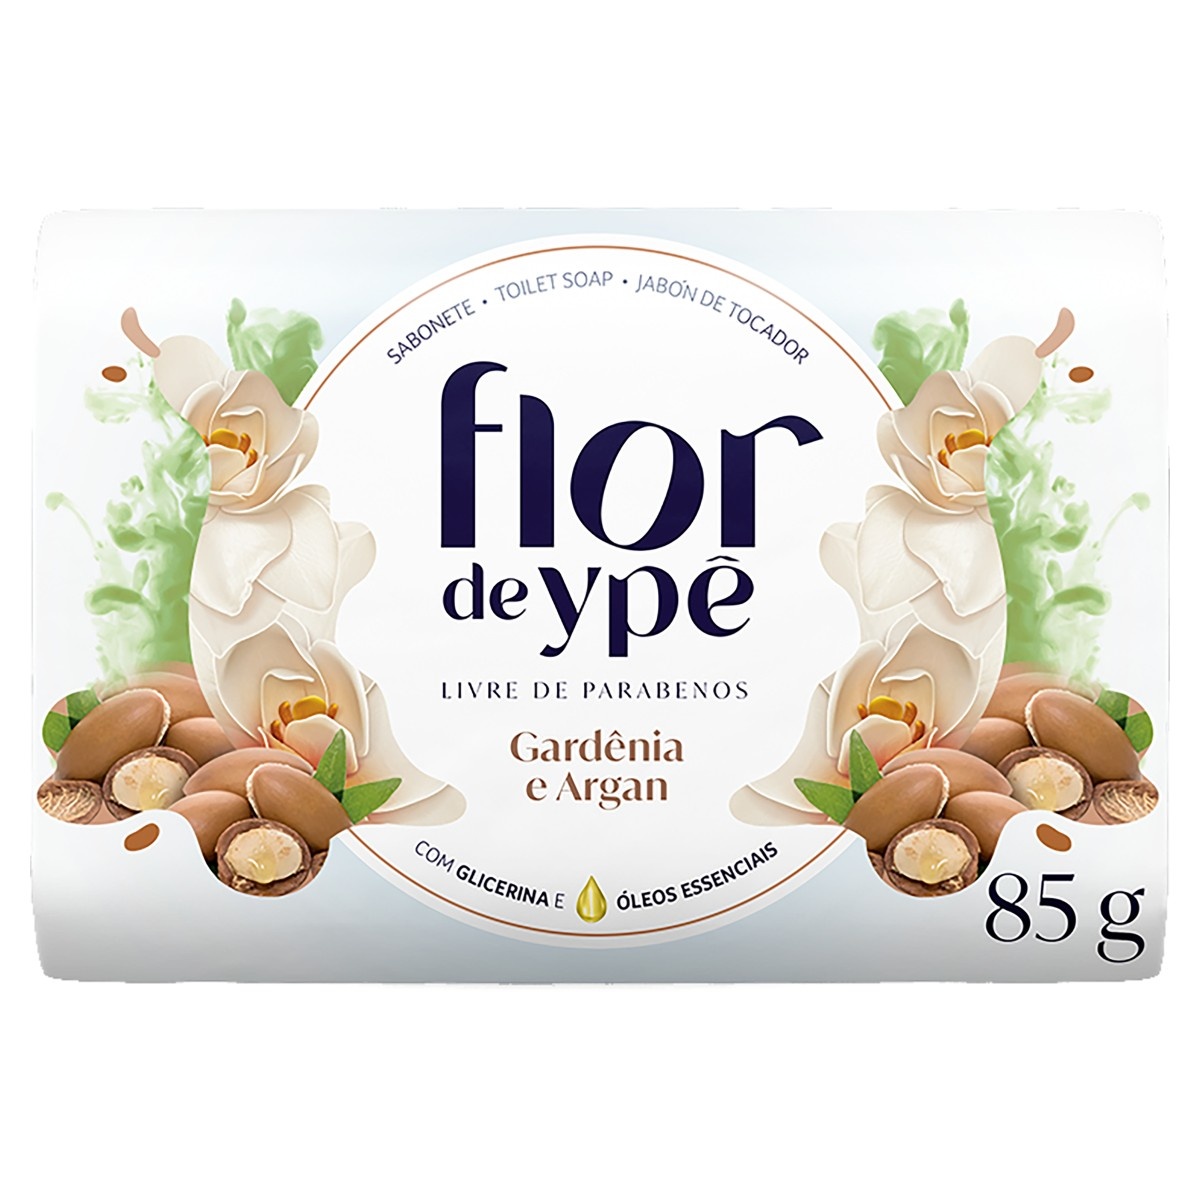 SABONETE • TOILET SOAP • JABÓN DE TOCADOR
flor
de ypê
LIVRE DE PARABENOS
Gardênia
e Argan
COM GLICERINA E ÓLEOS ESSENCIAIS
85 g